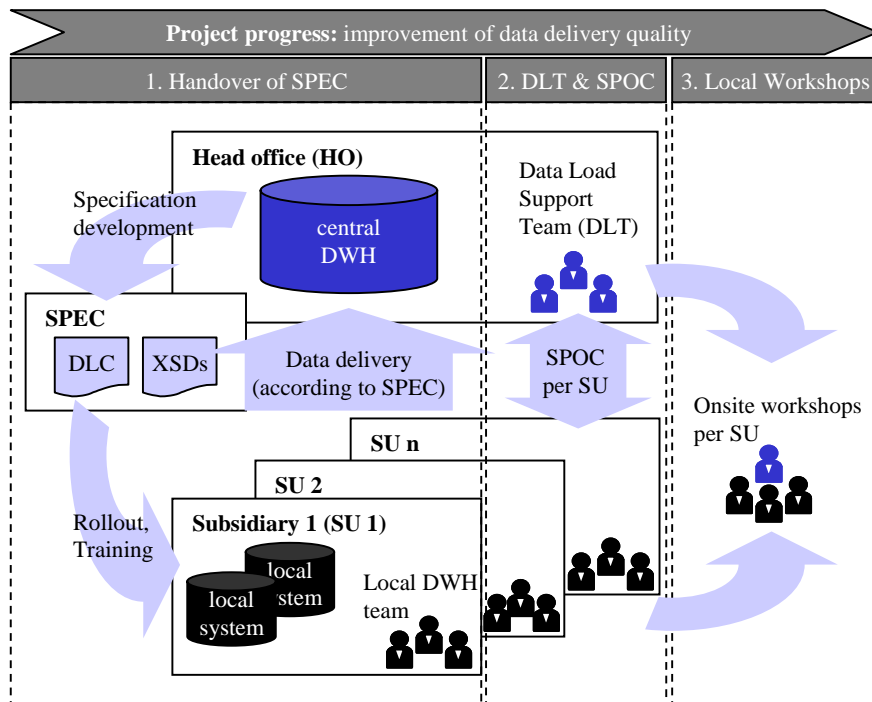 Project progress: improvement of data delivery quality
1. Handover of SPEC
2. DLT & SPOC
3. Local Workshops
Head office (HO)
Specification
development
central
DWH
Data Load
Support
Team (DLT)
SPEC
DLC
XSDs
Data delivery
(according to SPEC)
SPOC
per SU
Onsite workshops
per SU
SU n
SU 2
Subsidiary 1 (SU 1)
Rollout,
Training
local
system
local
system
Local DWH
team